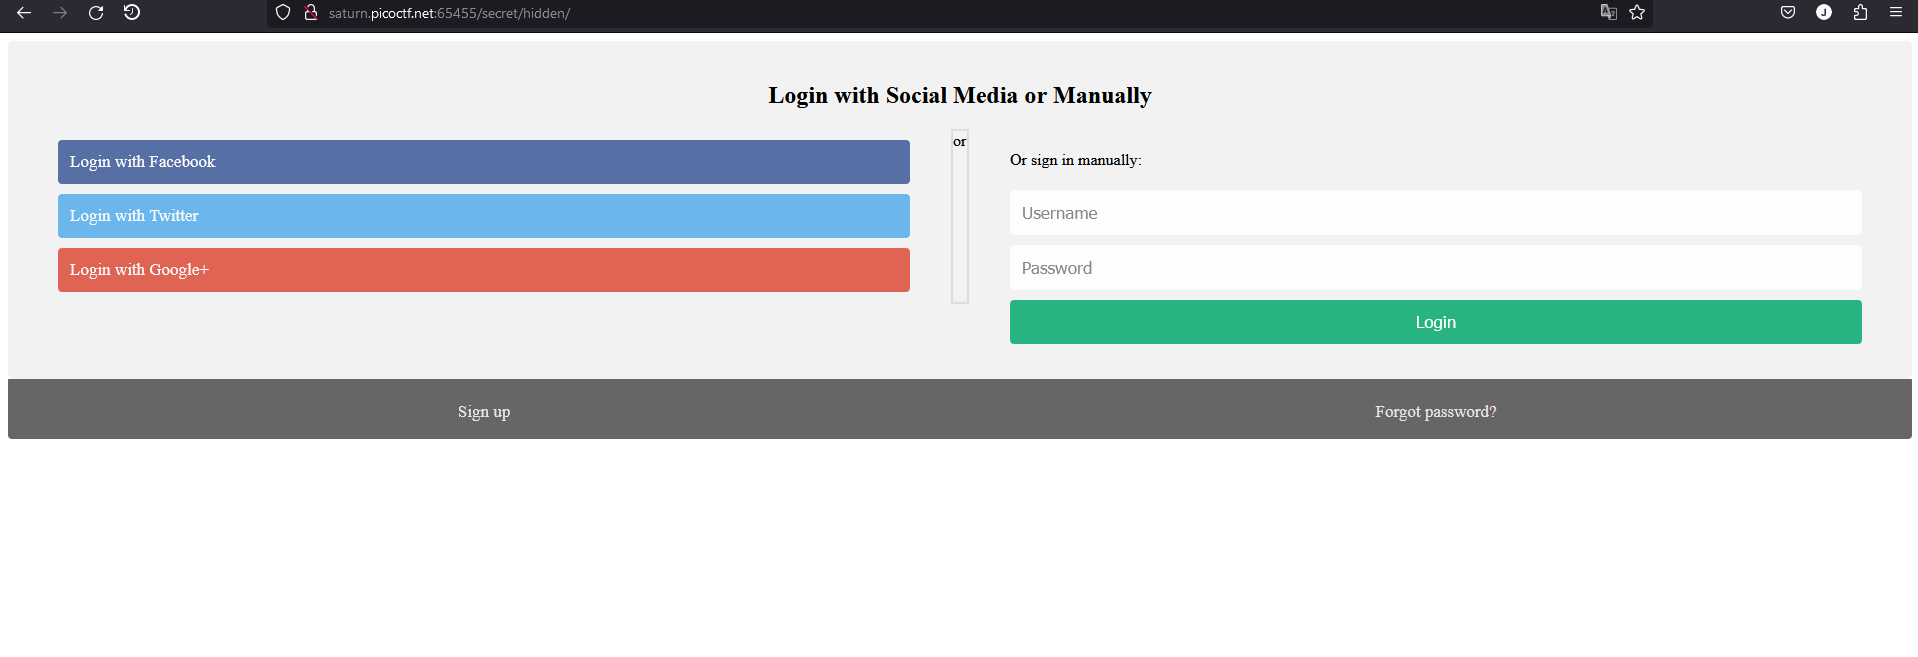 saturn.picoctf.net:65455/secret/hidden/
J
Login with Social Media or Manually
Login with Facebook
Login with Twitter
Login with Google+
or
Or sign in manually:
Username
Password
Login
Sign up
Forgot password?